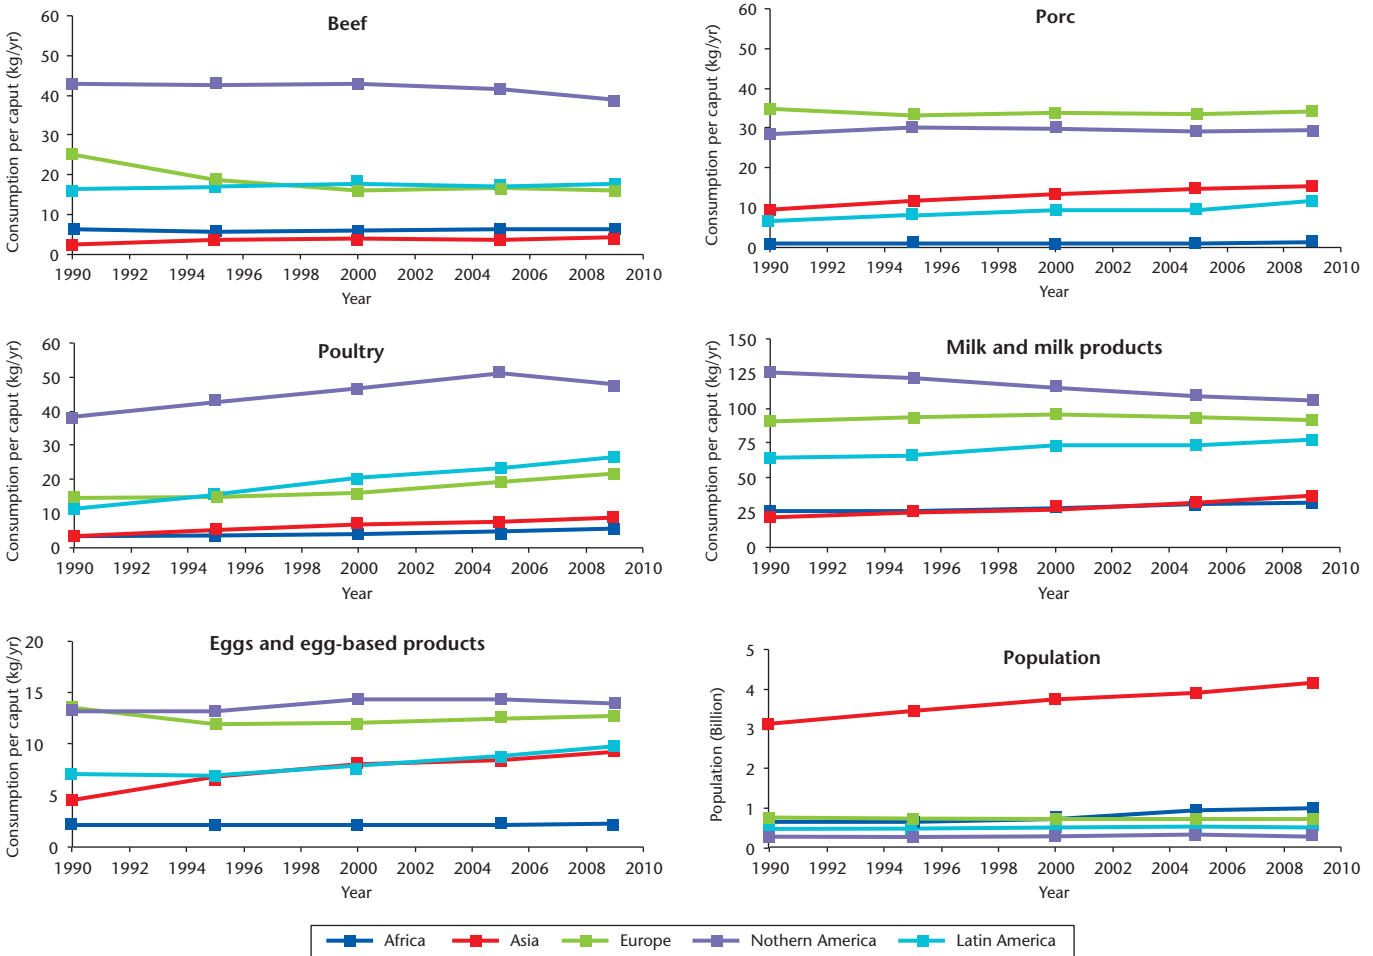 Beef
Consumption per caput (kg/yr)
60
50
40
30
20
10
0
1990 1992 1994 1996 1998 2000 2002 2004 2006 2008 2010
Year
Porc
Consumption per caput (kg/yr)
60
50
40
30
20
10
0
1990 1992 1994 1996 1998 2000 2002 2004 2006 2008 2010
Year
Poultry
Consumption per caput (kg/yr)
60
50
40
30
20
10
0
1990 1992 1994 1996 1998 2000 2002 2004 2006 2008 2010
Year
Milk and milk products
Consumption per caput (kg/yr)
150
125
100
75
50
25
0
1990 1992 1994 1996 1998 2000 2002 2004 2006 2008 2010
Year
Eggs and egg-based products
Consumption per caput (kg/yr)
20
15
10
5
0
1990 1992 1994 1996 1998 2000 2002 2004 2006 2008 2010
Year
Population
Population (Billion)
5
4
3
2
1
0
1990 1992 1994 1996 1998 2000 2002 2004 2006 2008 2010
Year
Africa Asia Europe Nothern America Latin America